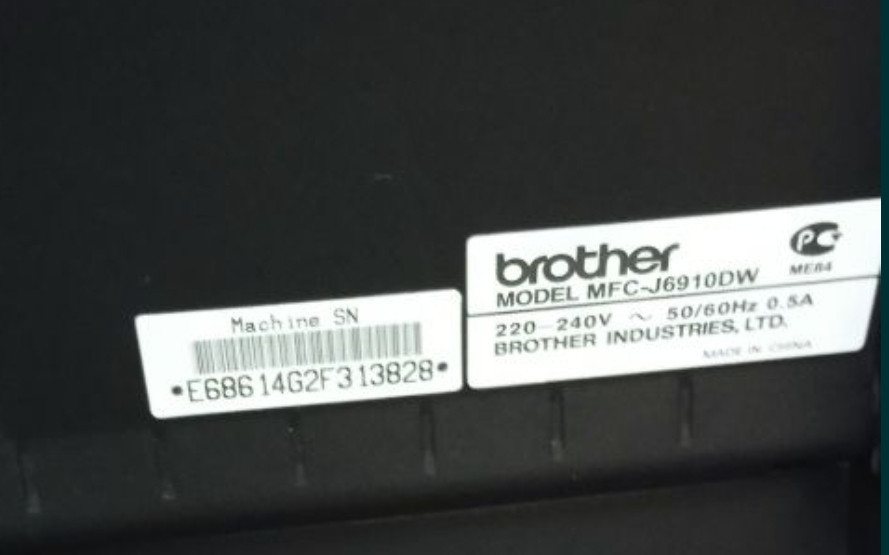 Machine SN
*E68614G2F313828*
brother
MODEL MFC-J6910DW
PC
ME84
220-240V ~ 50/60Hz 0.5A
BROTHER INDUSTRIES, LTD.
MADE IN CHINA